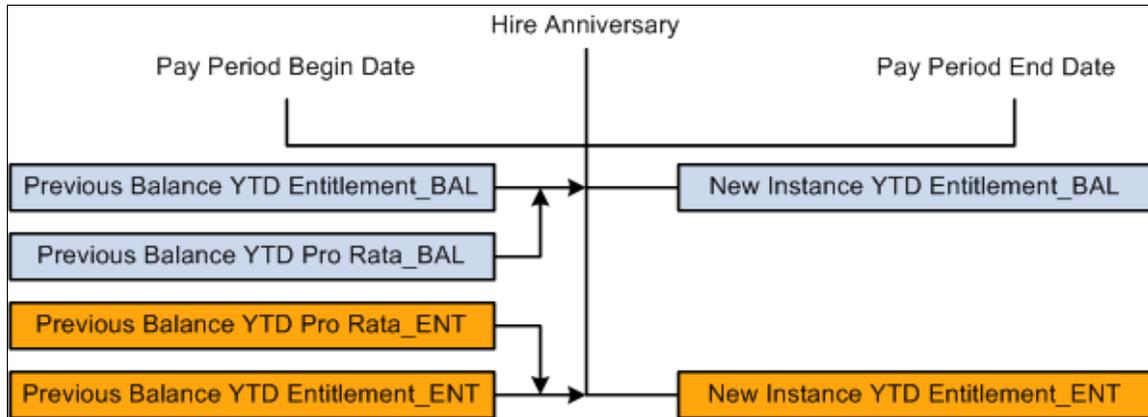 Hire Anniversary
Pay Period Begin Date
Pay Period End Date
Previous Balance YTD Entitlement_BAL
New Instance YTD Entitlement_BAL
Previous Balance YTD Pro Rata_BAL
Previous Balance YTD Pro Rata_ENT
Previous Balance YTD Entitlement_ENT
New Instance YTD Entitlement_ENT